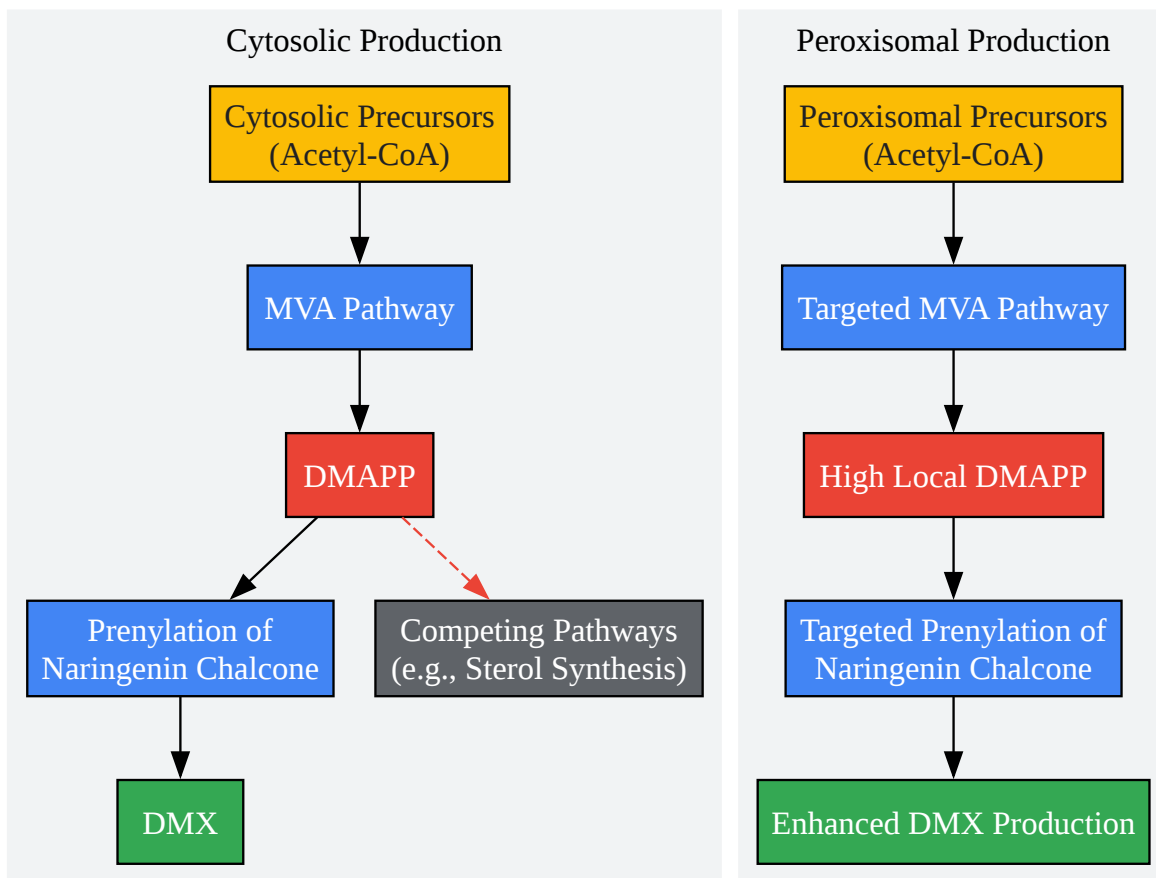 Cytosolic Production
Cytosolic Precursors
(Acetyl-CoA)
MVA Pathway
DMAPP
Prenylation of
Naringenin Chalcone
Competing Pathways
(e.g., Sterol Synthesis)
DMX
Peroxisomal Production
Peroxisomal Precursors
(Acetyl-CoA)
Targeted MVA Pathway
High Local DMAPP
Targeted Prenylation of
Naringenin Chalcone
Enhanced DMX Production